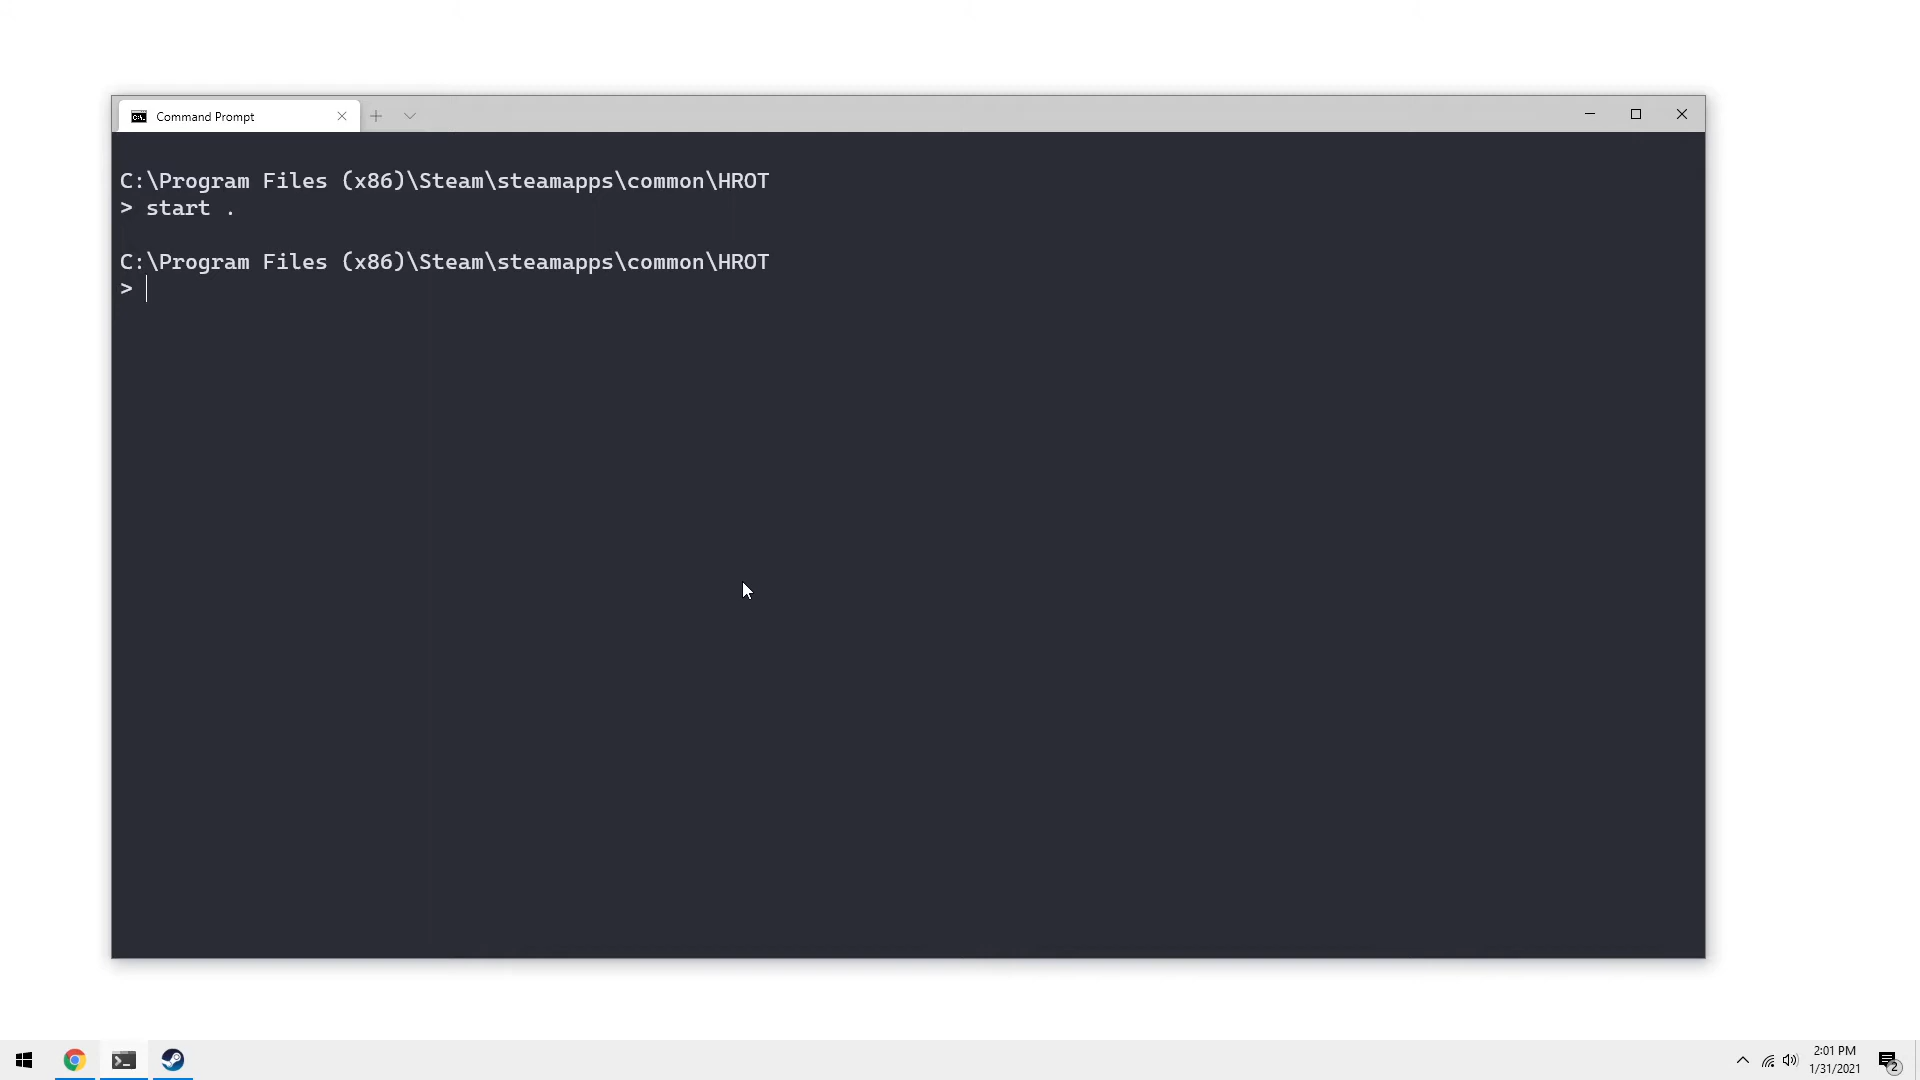 Command Prompt
C:\Program Files (x86)\Steam\steamapps\common\HROT
> start .
C:\Program Files (x86)\Steam\steamapps\common\HROT
>
2:01 PM
1/31/2021
2